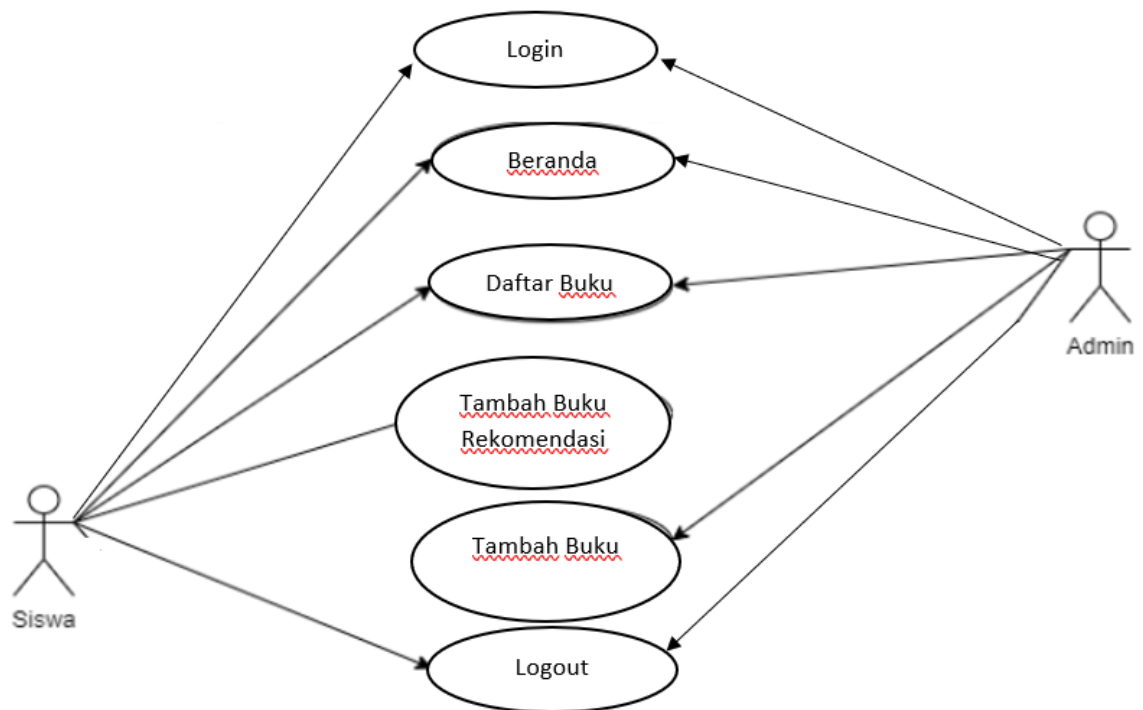 Login
Beranda
Daftar Buku
Admin
Tambah Buku
Rekomendasi
Tambah Buku
Siswa
Logout